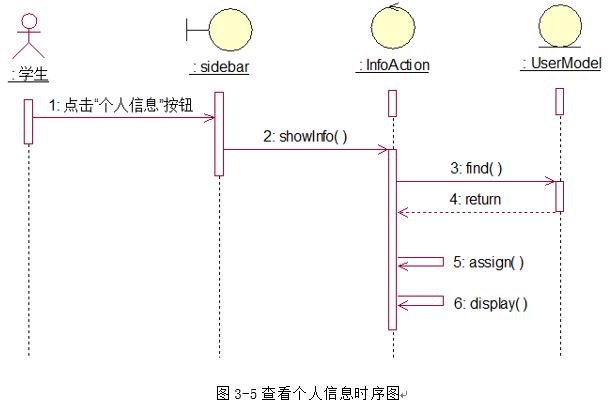 : 学生
: sidebar
: InfoAction
: UserModel
1: 点击“个人信息”按钮
2: showInfo( )
3: find( )
4: return
5: assign( )
6: display( )
图 3-5 查看个人信息时序图